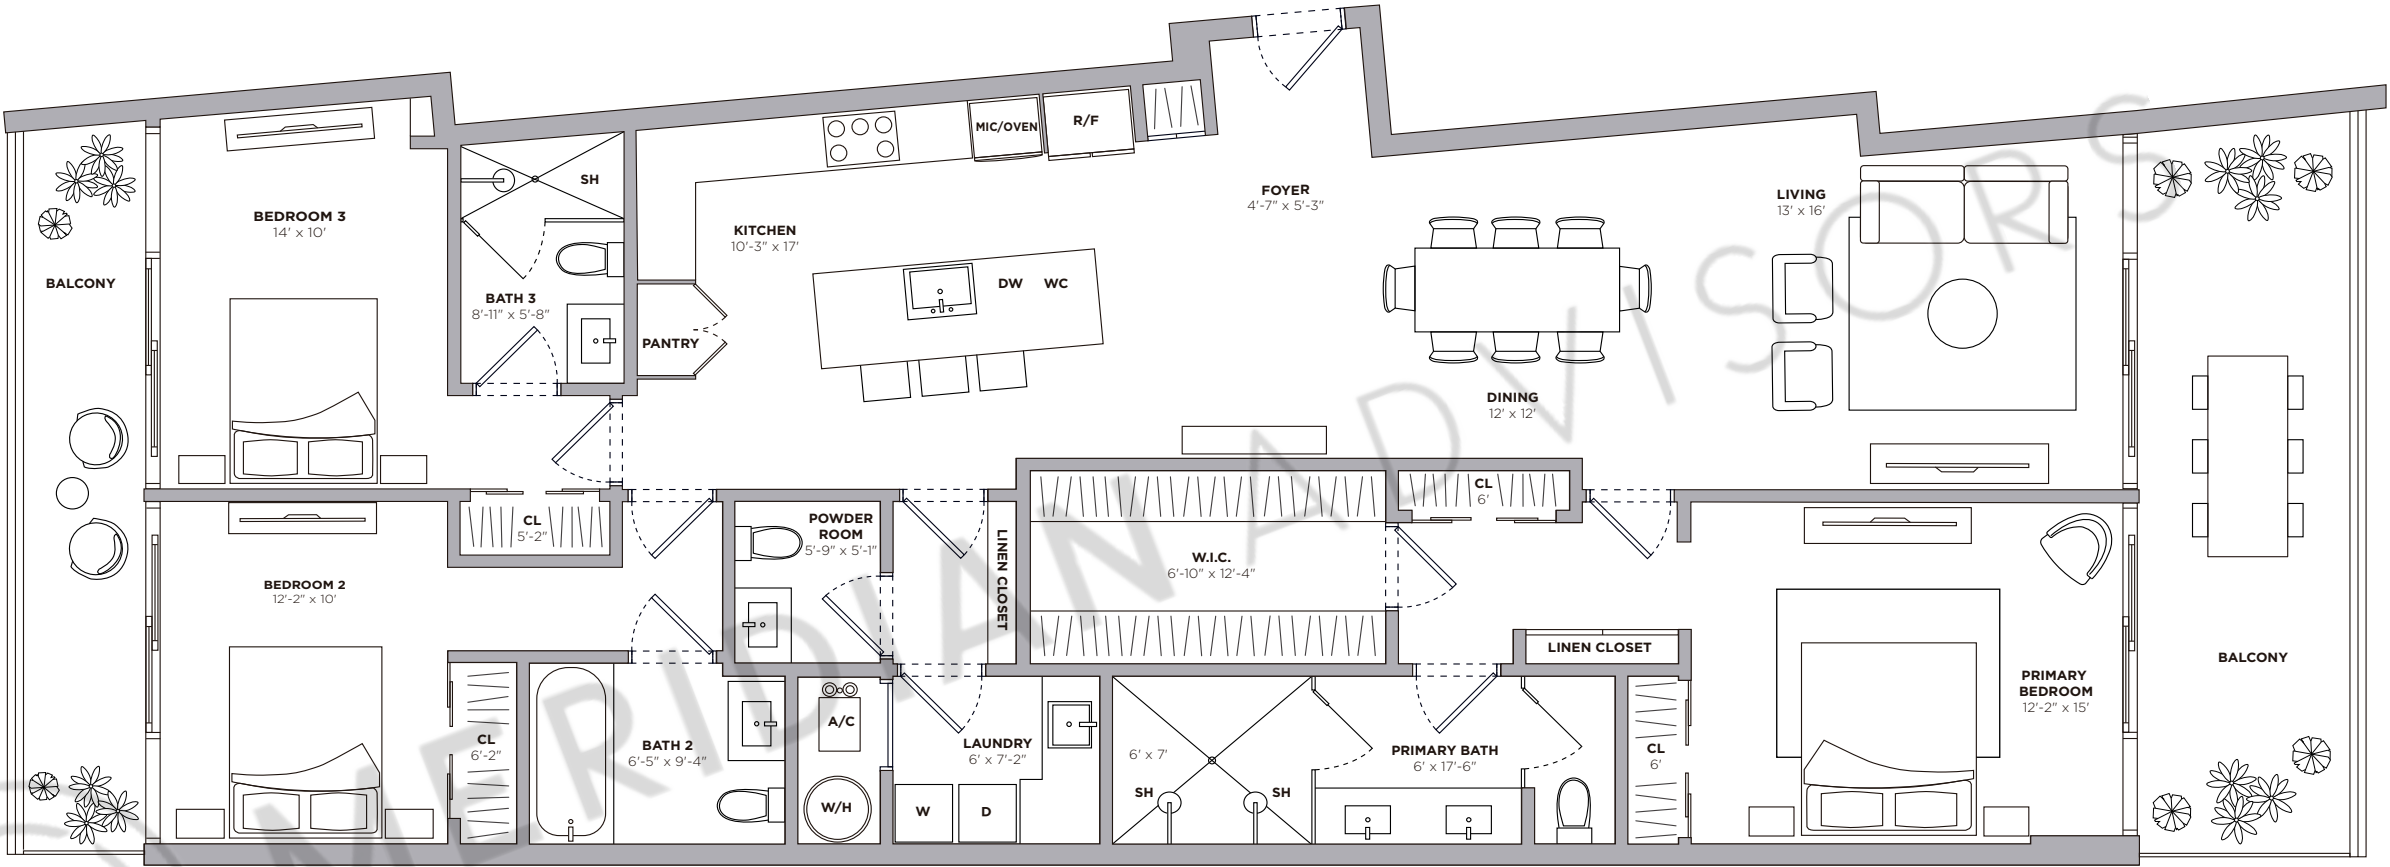 MIC/OVEN
R/F
SH
FOYER
4'-7" x 5'-3"
LIVING
13' x 16'
BEDROOM 3
14' x 10'
KITCHEN
10'-3" x 17'
BALCONY
DW WC
BATH 3
8'-11" x 5'-8"
PANTRY
DINING
12' x 12'
CL
5'-2"
POWDER
ROOM
5'-9" x 5'-1"
LINEN CLOSET
CL
6'
W.I.C.
6'-10" x 12'-4"
BEDROOM 2
12'-2" x 10'
LINEN CLOSET
BALCONY
PRIMARY
BEDROOM
12'-2" x 15'
CL
6'-2"
BATH 2
6'-5" x 9'-4"
A/C
W/H
LAUNDRY
6' x 7'-2"
W
D
6' x 7'
SH
SH
PRIMARY BATH
6' x 17'-6"
CL
6'
MERIDIAN ADVISORS